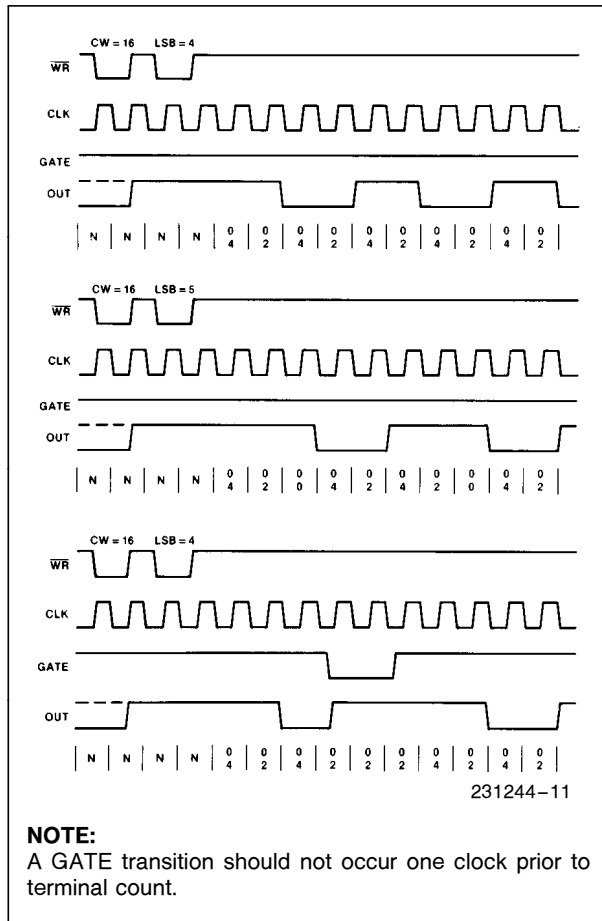 CW = 16 LSB = 4
WR
CLK
GATE
OUT
| N | N | N | N | 0 | 0 | 0 | 0 | 0 | 0 | 0 | 0 | 0 | 0 |
4 2 4 2 4 2 4 2 4 2
CW = 16 LSB = 5
WR
CLK
GATE
OUT
| N | N | N | N | 0 | 0 | 0 | 0 | 0 | 0 | 0 | 0 | 0 | 0 |
4 2 0 4 2 4 2 0 4 2
CW = 16 LSB = 4
WR
CLK
GATE
OUT
| N | N | N | N | 0 | 0 | 0 | 0 | 0 | 0 | 0 | 0 | 0 | 0 |
4 2 4 2 2 2 4 2 4 2
231244–11
NOTE:
A GATE transition should not occur one clock prior to
terminal count.